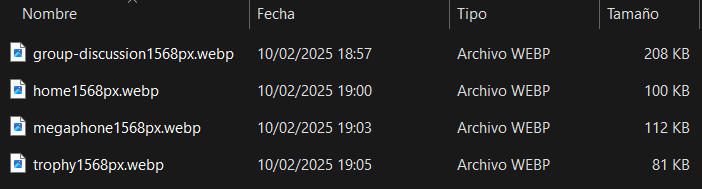 Nombre Fecha Tipo Tamaño
group-discussion1568px.webp 10/02/2025 18:57 Archivo WEBP 208 KB
home1568px.webp 10/02/2025 19:00 Archivo WEBP 100 KB
megaphone1568px.webp 10/02/2025 19:03 Archivo WEBP 112 KB
trophy1568px.webp 10/02/2025 19:05 Archivo WEBP 81 KB